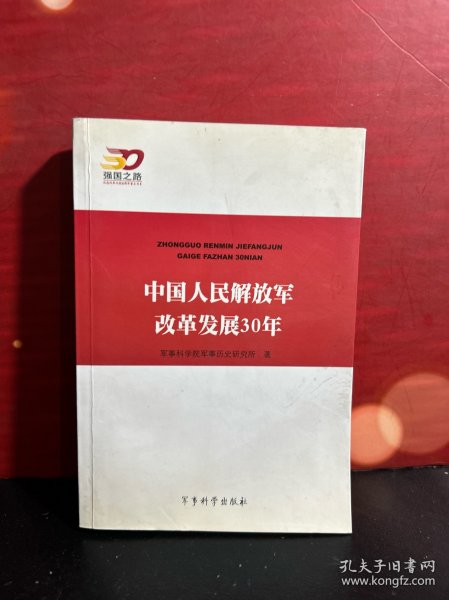 30
强国之路
ZHONGGUO RENMIN JIEFANGJUN
GAIGE FAZHAN 30NIAN
中国人民解放军
改革发展30年
军事科学院军事历史研究所 著
军事科学出版社
孔夫子旧书网
www.kongfz.com